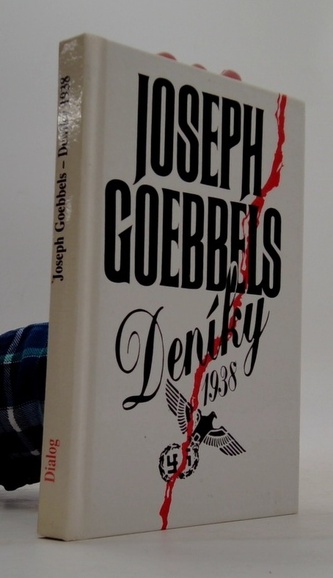 JOSEPH
GOEBBELS
Deníky
1938
Joseph Goebbels – Deníky 1938
Dialog